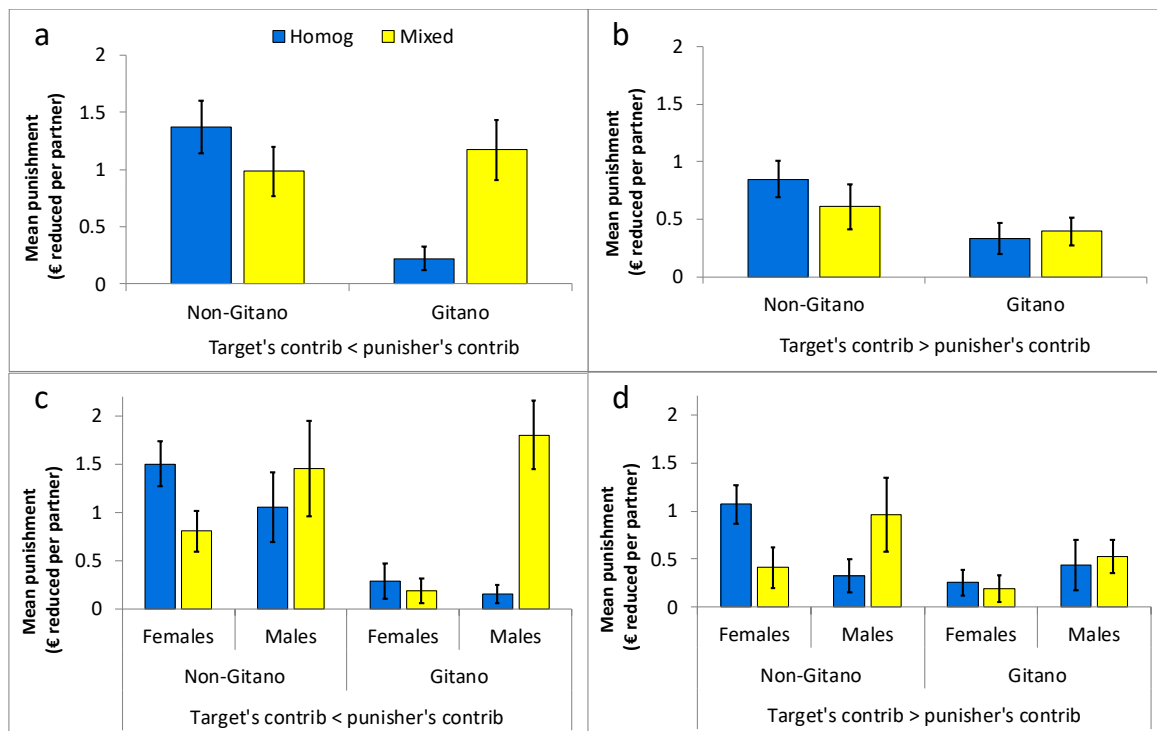 a
Homog
Mixed
2
1.5
1
0.5
0
Mean punishment
(€ reduced per partner)
Non-Gitano
Gitano
Target's contrib < punisher's contrib
b
2
1.5
1
0.5
0
Mean punishment
(€ reduced per partner)
Non-Gitano
Gitano
Target's contrib > punisher's contrib
c
2
1.5
1
0.5
0
Mean punishment
(€ reduced per partner)
Females
Males
Females
Males
Non-Gitano
Gitano
Target's contrib < punisher's contrib
d
2
1.5
1
0.5
0
Mean punishment
(€ reduced per partner)
Females
Males
Females
Males
Non-Gitano
Gitano
Target's contrib > punisher's contrib